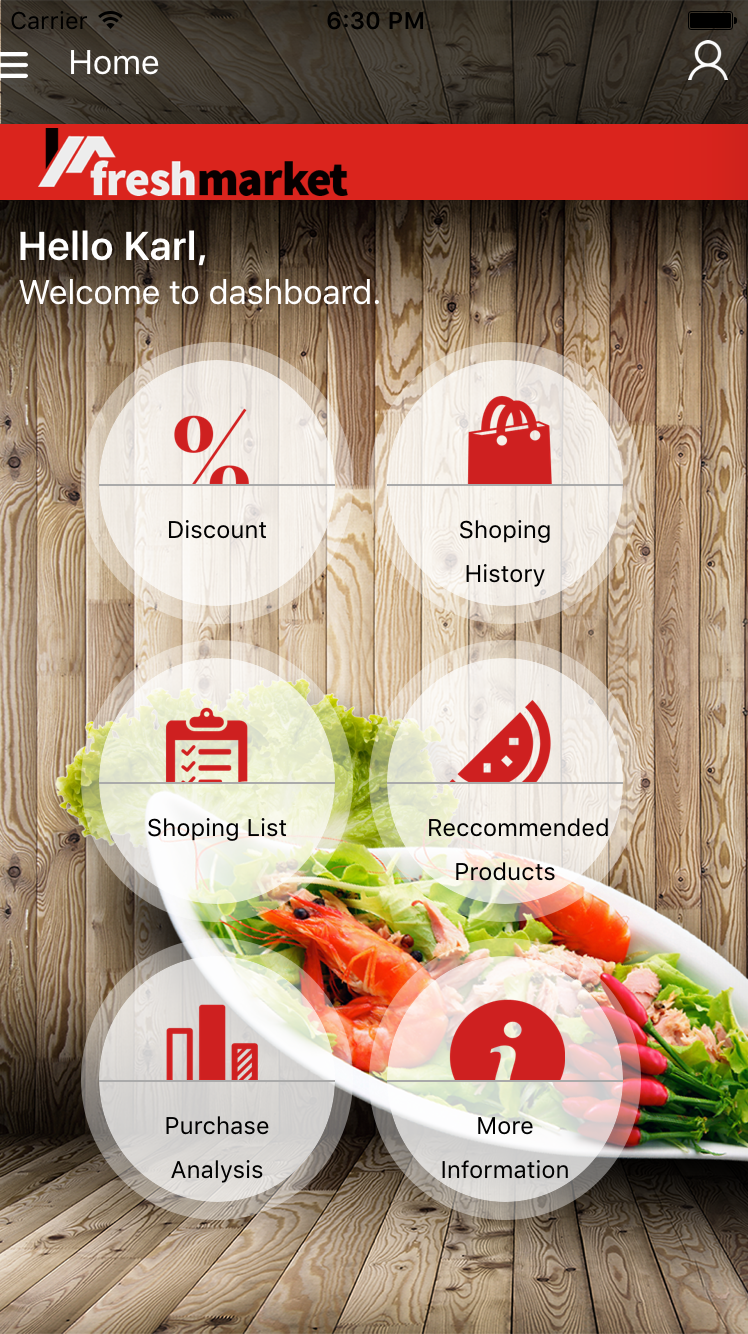 Carrier 6:30 PM
Home
freshmarket
Hello Karl,
Welcome to dashboard.
%
Discount
Shoping
History
Shoping List
Reccommended
Products
Purchase
Analysis
i
More
Information